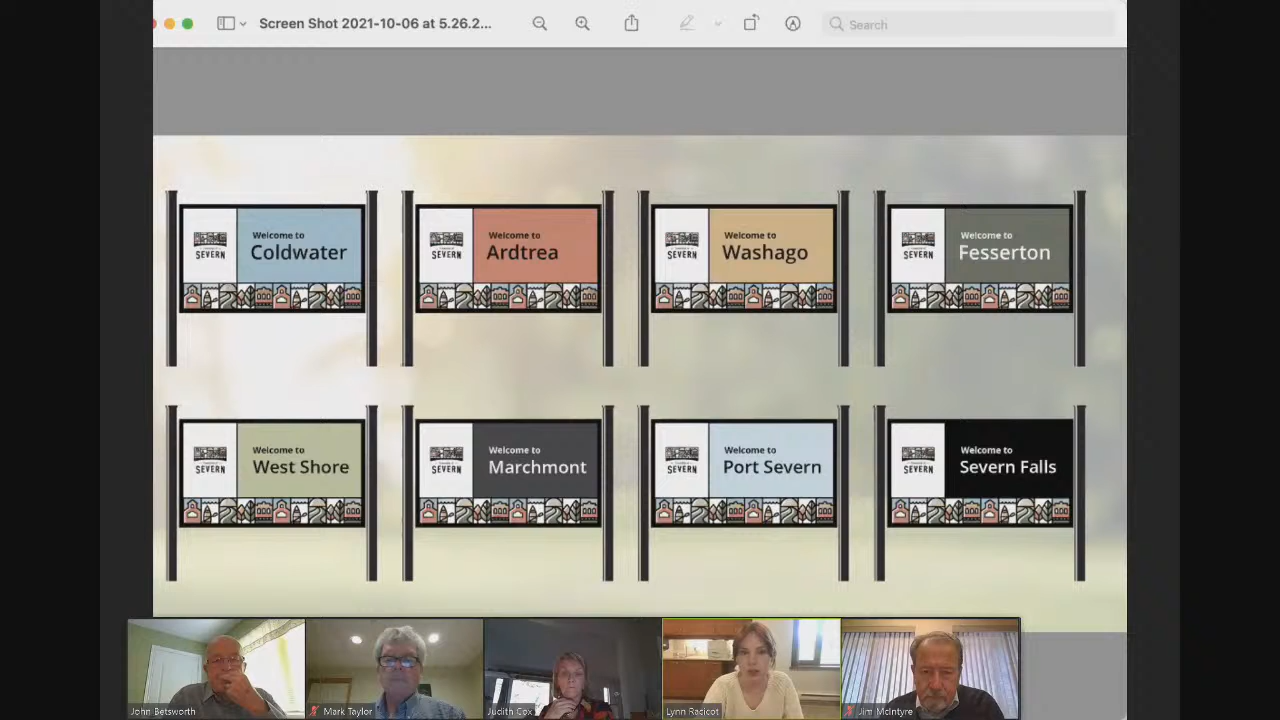 Screen Shot 2021-10-06 at 5.26.2...
Search
Welcome to
Coldwater
SEVERN
Welcome to
Ardtrea
SEVERN
Welcome to
Washago
SEVERN
Welcome to
Fesserton
SEVERN
Welcome to
West Shore
SEVERN
Welcome to
Marchmont
SEVERN
Welcome to
Port Severn
SEVERN
Welcome to
Severn Falls
SEVERN
John Betsworth
Mark Taylor
Judith Cox
Lynn Racicot
Jim McIntyre